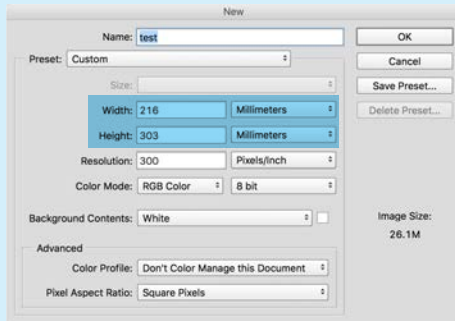 New
Name: test
OK
Preset: Custom
Cancel
Size:
Save Preset...
Width: 216 Millimeters
Delete Preset...
Height: 303 Millimeters
Resolution: 300 Pixels/Inch
Color Mode: RGB Color 8 bit
Background Contents: White
Image Size:
26.1M
Advanced
Color Profile: Don't Color Manage this Document
Pixel Aspect Ratio: Square Pixels